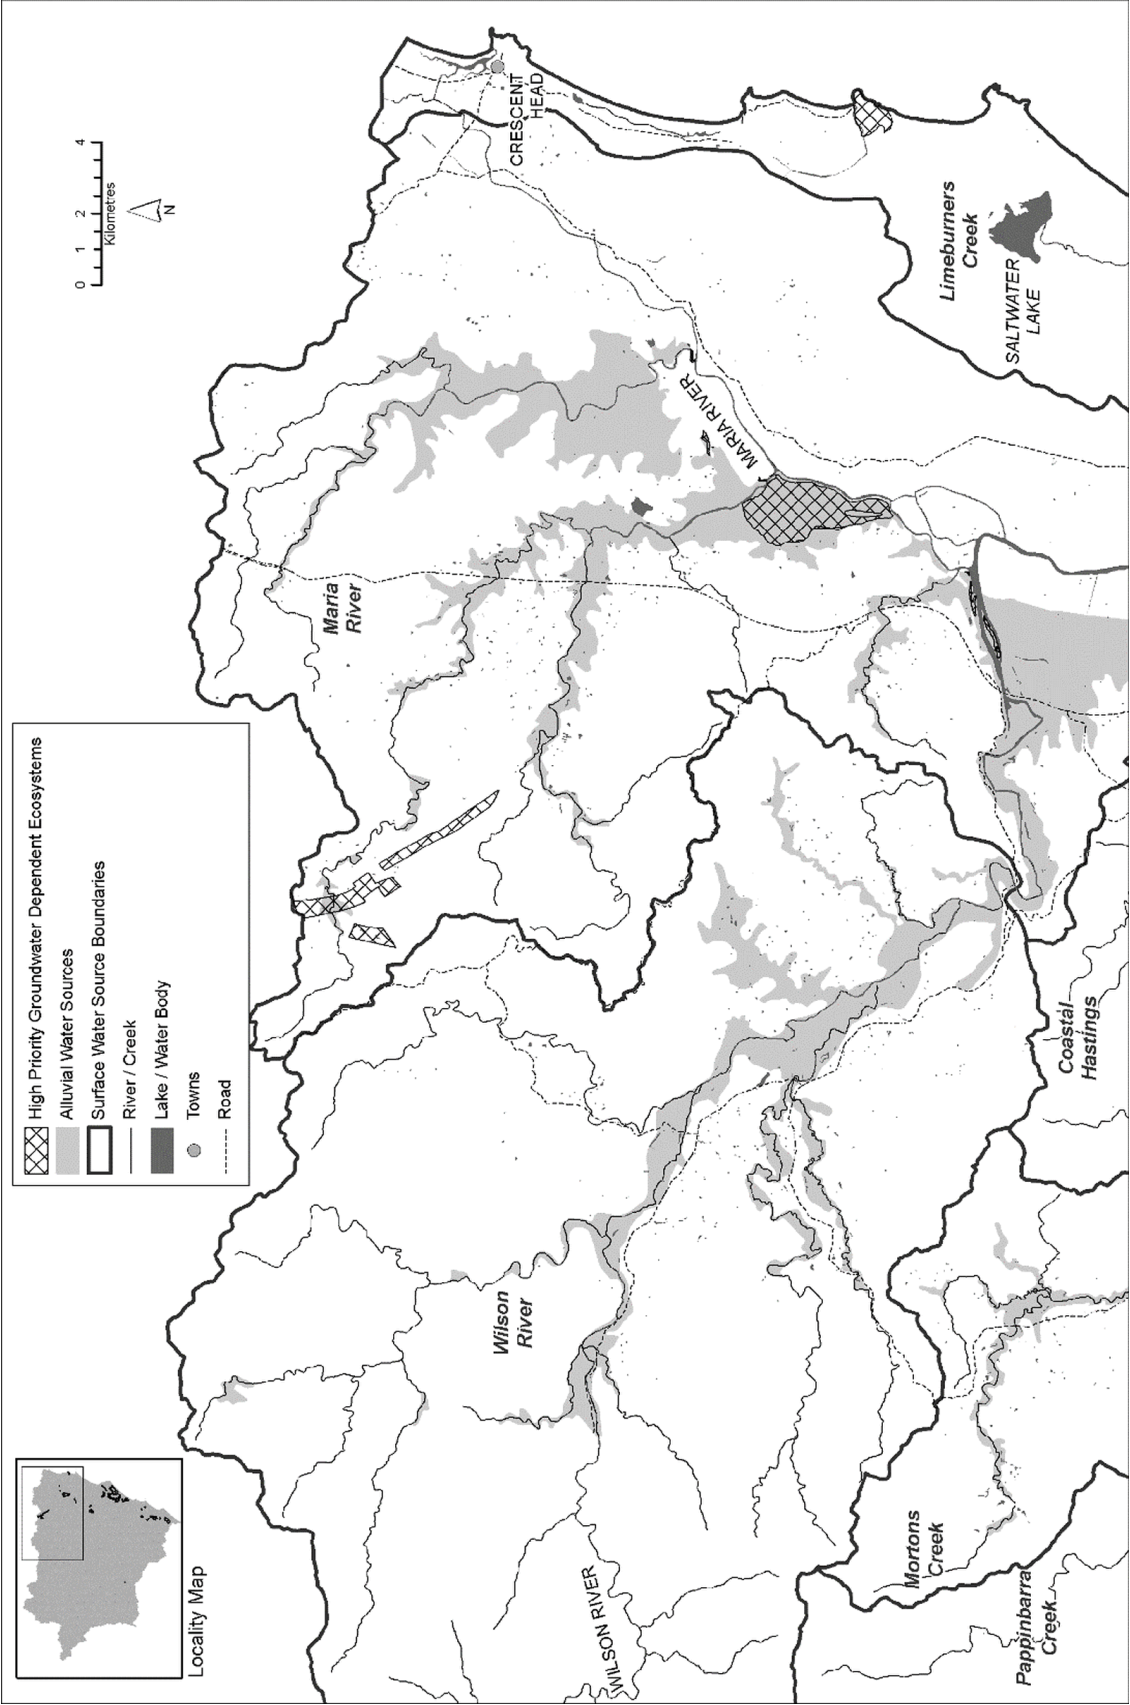 Locality Map
High Priority Groundwater Dependent Ecosystems
Alluvial Water Sources
Surface Water Source Boundaries
River / Creek
Lake / Water Body
Towns
Road
0 1 2 4
Kilometres
N
CRESCENT
HEAD
Maria
River
Wilson
River
MARIA RIVER
WILSON RIVER
Limeburners
Creek
SALTWATER
LAKE
Mortons
Creek
Coastal
Hastings
Pappinbarra
Creek